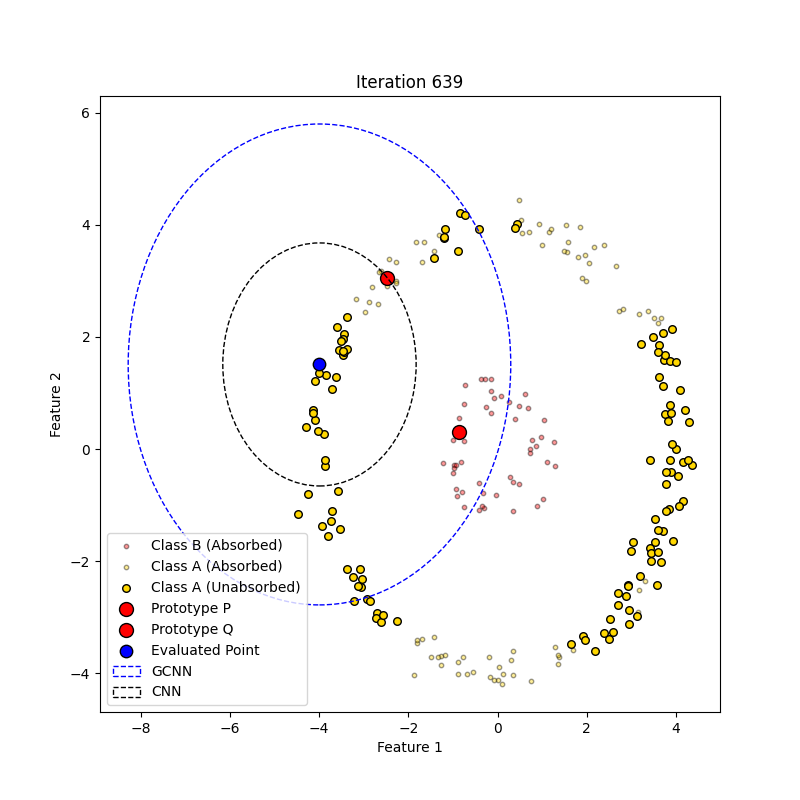 Iteration 639
Feature 2
6
4
2
0
−2
−4
Class B (Absorbed)
Class A (Absorbed)
Class A (Unabsorbed)
Prototype P
Prototype Q
Evaluated Point
GCNN
CNN
−8
−6
−4
−2
0
2
4
Feature 1